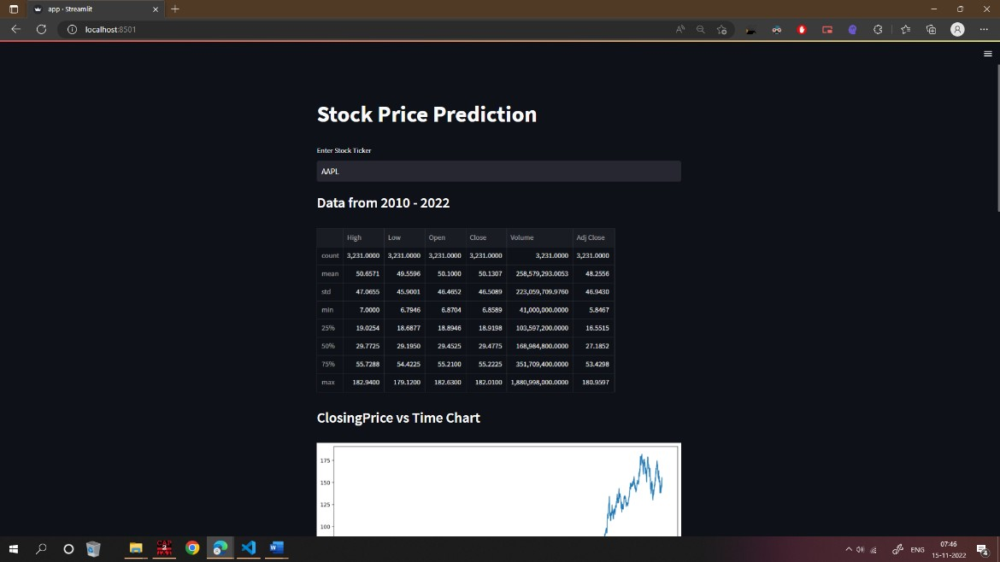 app · Streamlit
localhost:8501
Stock Price Prediction
Enter Stock Ticker
AAPL
Data from 2010 - 2022
High Low Open Close Volume Adj Close
count 3,231.0000 3,231.0000 3,231.0000 3,231.0000 3,231.0000 3,231.0000
mean 50.6571 49.5596 50.1000 50.1307 258,579,293.0053 48.2556
std 47.0655 45.9001 46.4652 46.5089 223,059,709.9760 46.9430
min 7.0000 6.7946 6.8704 6.8589 41,000,000.0000 5.8467
25% 19.0254 18.6877 18.8946 18.9198 103,597,200.0000 16.5515
50% 29.7725 29.1950 29.4525 29.4775 168,984,800.0000 27.1852
75% 55.7288 54.4225 55.2100 55.2225 351,709,400.0000 53.4298
max 182.9400 179.1200 182.6300 182.0100 1,880,998,000.0000 180.9597
ClosingPrice vs Time Chart
175
150
125
100
ENG
07:46
15-11-2022
4